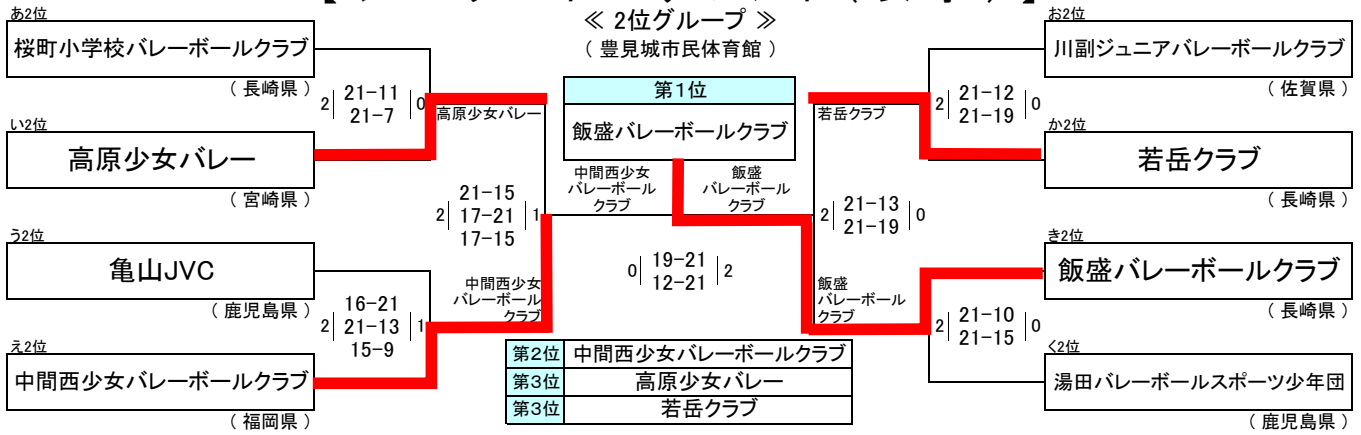 ≪ 2位グループ ≫
（ 豊見城市民体育館 ）
あ2位
桜町小学校バレーボールクラブ
（ 長崎県 ）
2 21-11 0
21-7
い2位
高原少女バレー
（ 宮崎県 ）
高原少女バレー
2 21-15 1
17-21
17-15
う2位
亀山JVC
（ 鹿児島県 ）
2 16-21 1
21-13
15-9
え2位
中間西少女バレーボールクラブ
（ 福岡県 ）
中間西少女
バレーボール
クラブ
第1位
飯盛バレーボールクラブ
中間西少女
バレーボール
クラブ
飯盛
バレーボール
クラブ
0 19-21 2
12-21
第2位 中間西少女バレーボールクラブ
第3位 高原少女バレー
第3位 若岳クラブ
お2位
川副ジュニアバレーボールクラブ
（ 佐賀県 ）
2 21-12 0
21-19
か2位
若岳クラブ
（ 長崎県 ）
若岳クラブ
2 21-13 0
21-19
き2位
飯盛バレーボールクラブ
（ 長崎県 ）
飯盛
バレーボール
クラブ
2 21-10 0
21-15
く2位
湯田バレーボールスポーツ少年団
（ 鹿児島県 ）